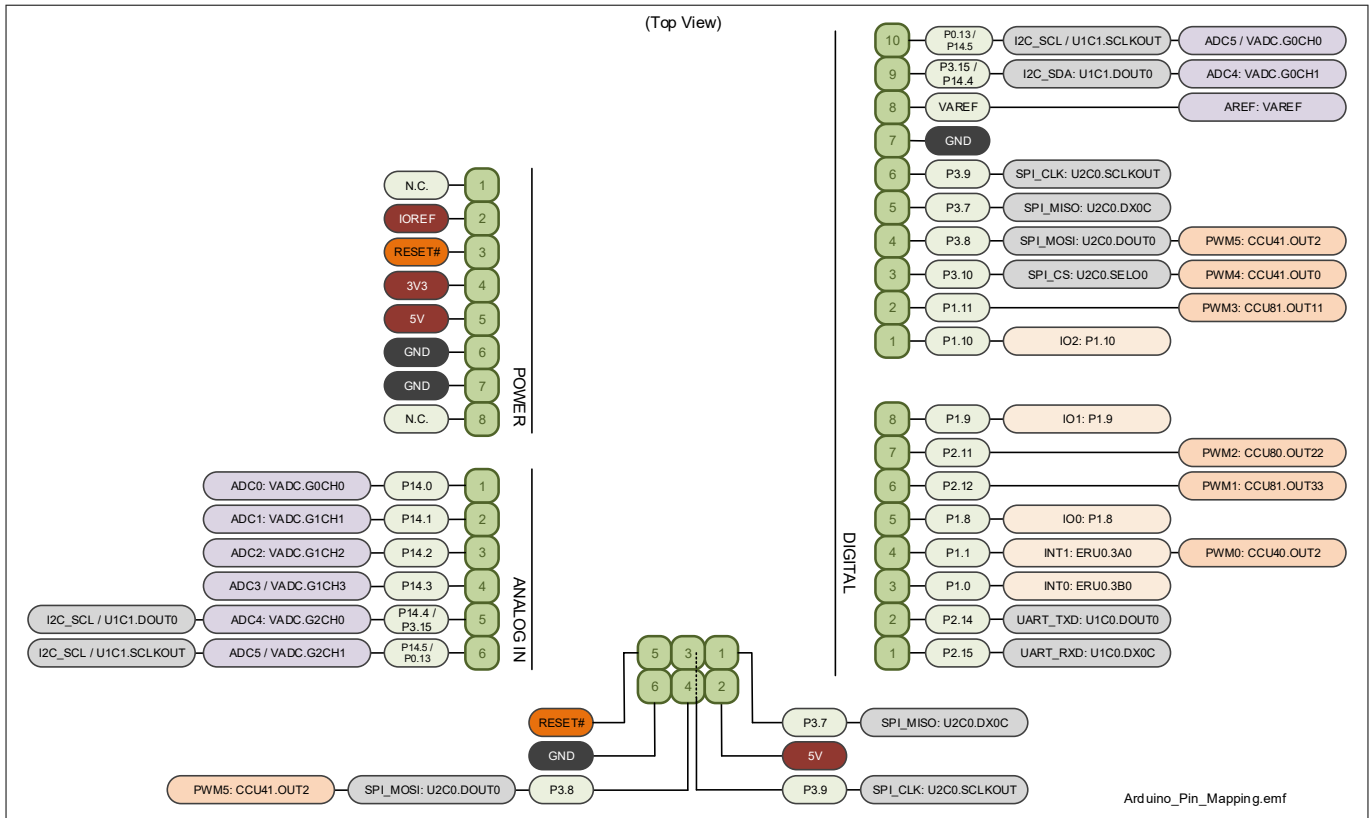 (Top View)
N.C. 1
IOREF 2
RESET# 3
3V3 4
5V 5
GND 6
GND 7
N.C. 8
POWER
ADC0: VADC.G0CH0 P14.0 1
ADC1: VADC.G1CH1 P14.1 2
ADC2: VADC.G1CH2 P14.2 3
ADC3 / VADC.G1CH3 P14.3 4
I2C_SCL / U1C1.DOUT0 ADC4: VADC.G2CH0 P14.4 / P3.15 5
I2C_SCL / U1C1.SCLKOUT ADC5 / VADC.G2CH1 P14.5 / P0.13 6
ANALOG IN
10 P0.13 / P14.5 I2C_SCL / U1C1.SCLKOUT ADC5 / VADC.G0CH0
9 P3.15 / P14.4 I2C_SDA: U1C1.DOUT0 ADC4: VADC.G0CH1
8 VAREF AREF: VAREF
7 GND
6 P3.9 SPI_CLK: U2C0.SCLKOUT
5 P3.7 SPI_MISO: U2C0.DX0C
4 P3.8 SPI_MOSI: U2C0.DOUT0 PWM5: CCU41.OUT2
3 P3.10 SPI_CS: U2C0.SELO0 PWM4: CCU41.OUT0
2 P1.11 PWM3: CCU81.OUT11
1 P1.10 IO2: P1.10
8 P1.9 IO1: P1.9
7 P2.11 PWM2: CCU80.OUT22
6 P2.12 PWM1: CCU81.OUT33
5 P1.8 IO0: P1.8
4 P1.1 INT1: ERU0.3A0 PWM0: CCU40.OUT2
3 P1.0 INT0: ERU0.3B0
2 P2.14 UART_TXD: U1C0.DOUT0
1 P2.15 UART_RXD: U1C0.DX0C
DIGITAL
5 3 1
6 4 2
RESET# P3.7 SPI_MISO: U2C0.DX0C
GND 5V
PWM5: CCU41.OUT2 SPI_MOSI: U2C0.DOUT0 P3.8 P3.9 SPI_CLK: U2C0.SCLKOUT
Arduino_Pin_Mapping.emf